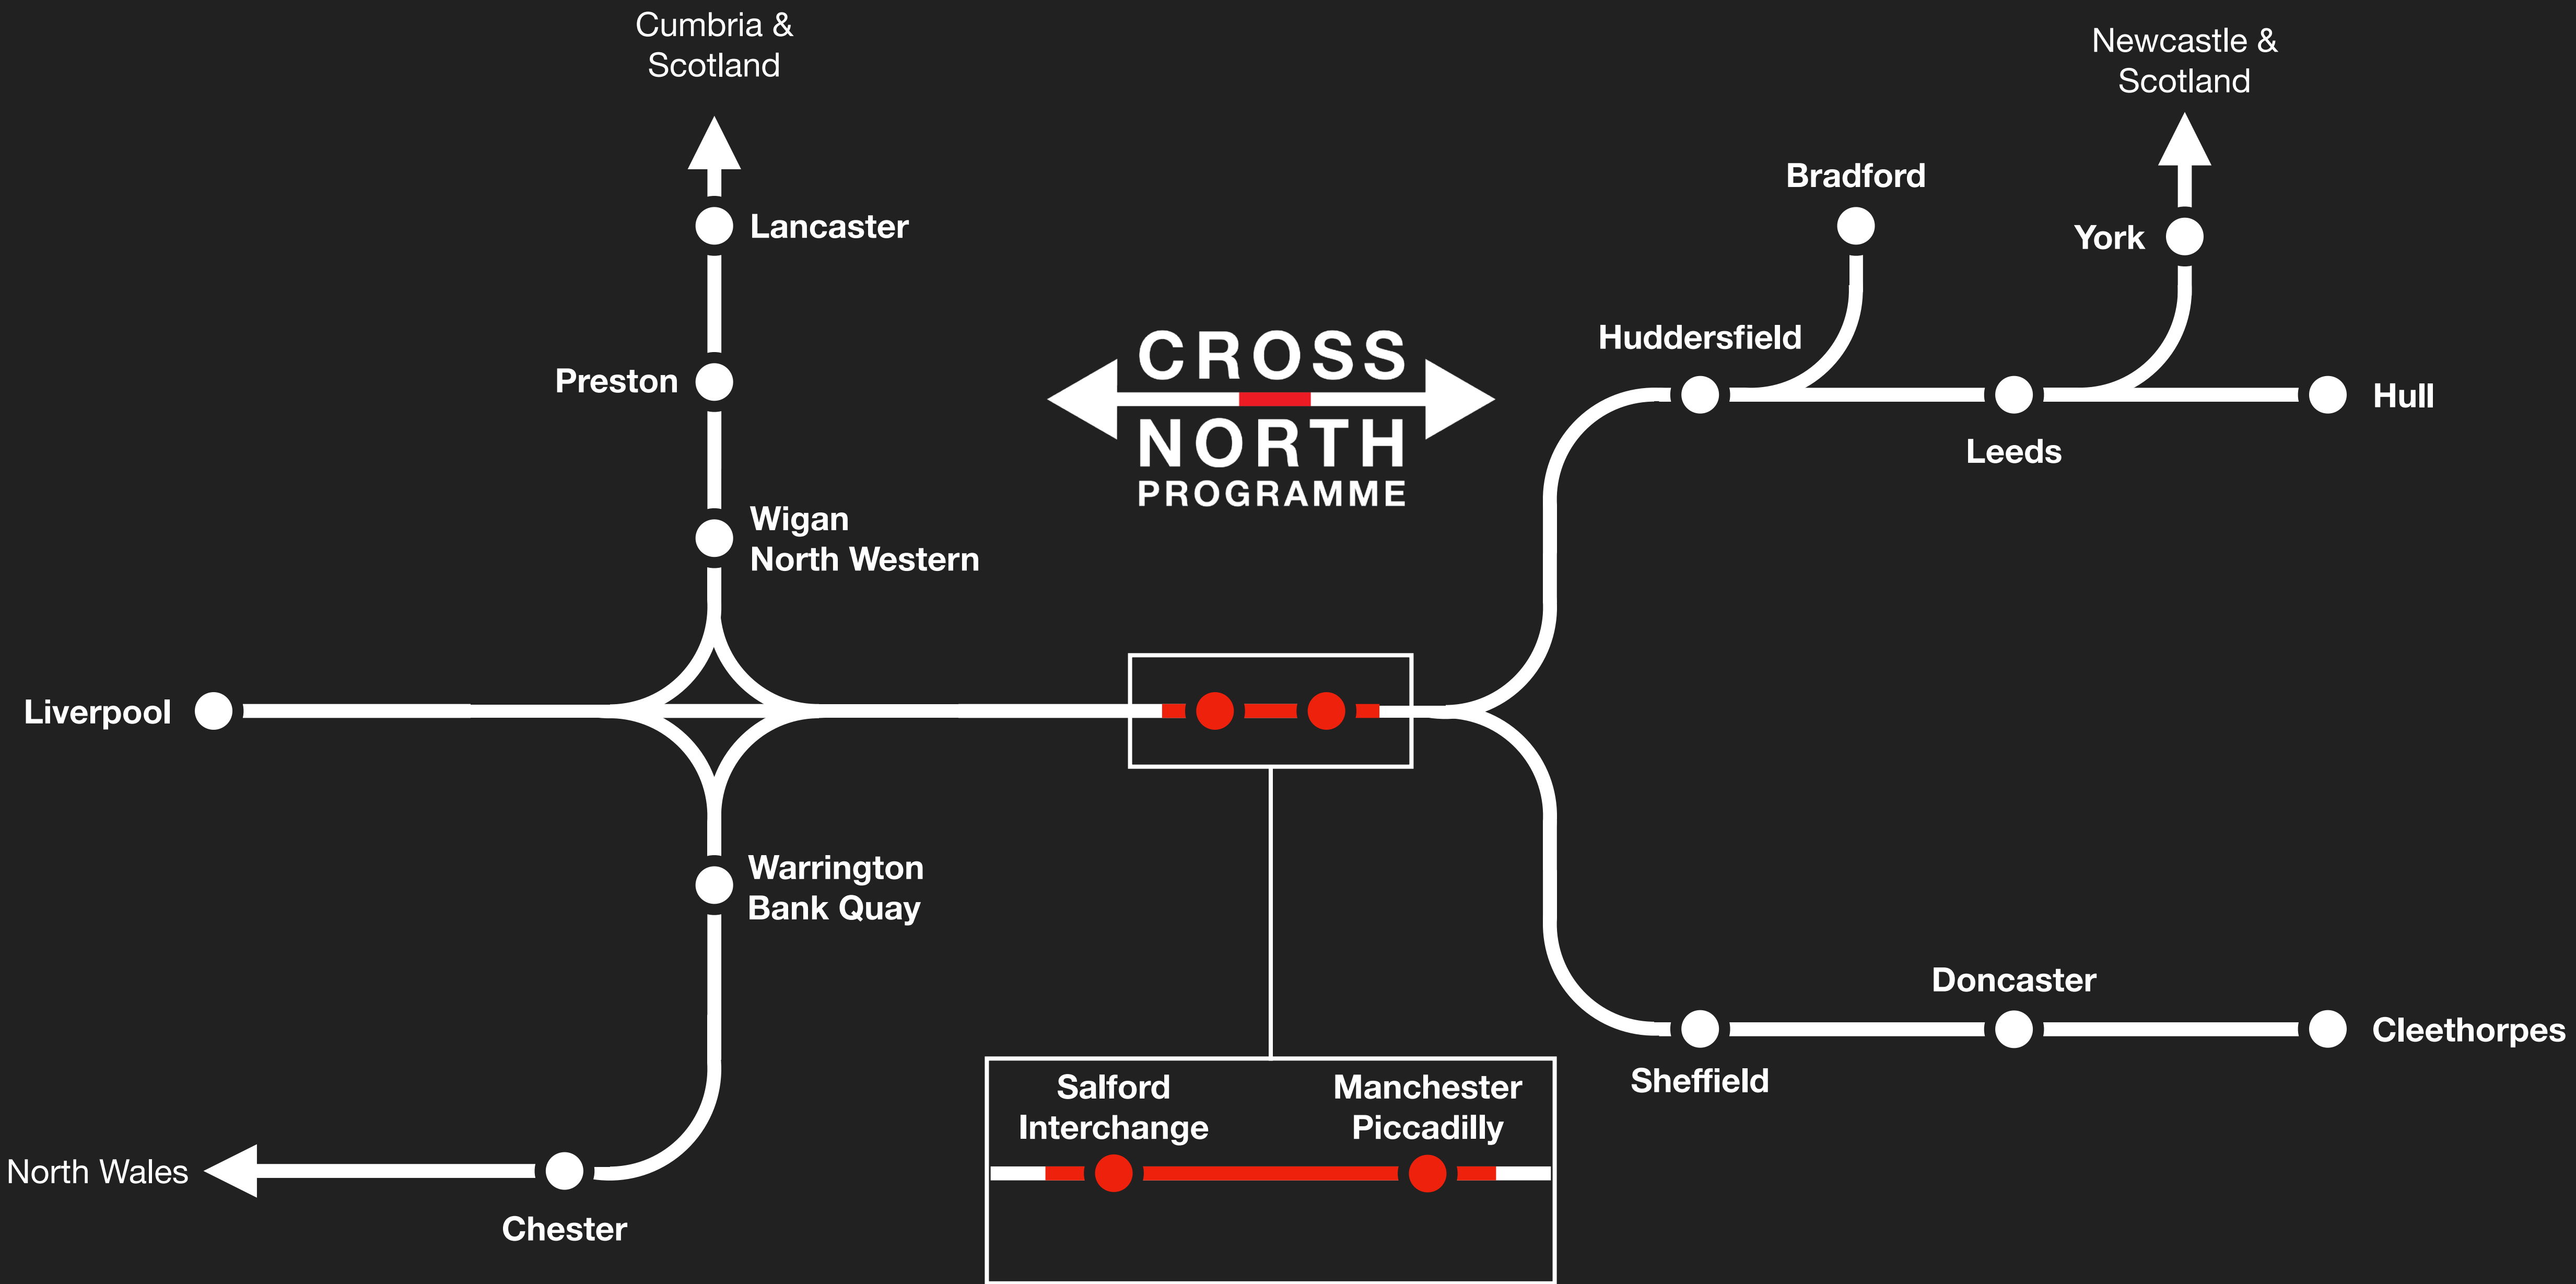 Cumbria &
Scotland
Newcastle &
Scotland
Bradford
Lancaster
York
Huddersfield
CROSS
NORTH
PROGRAMME
Preston
Hull
Leeds
Wigan
North Western
Liverpool
Warrington
Bank Quay
Doncaster
Cleethorpes
Sheffield
Salford
Interchange
Manchester
Piccadilly
North Wales
Chester